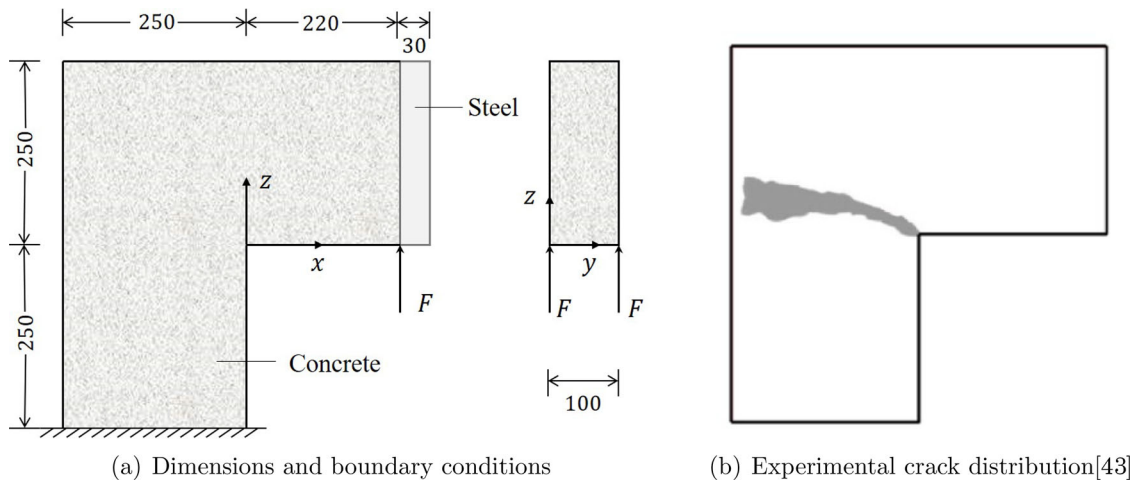 250
220
30
250
250
Steel
z
x
F
Concrete
z
y
F
F
100
(a) Dimensions and boundary conditions
(b) Experimental crack distribution[43]